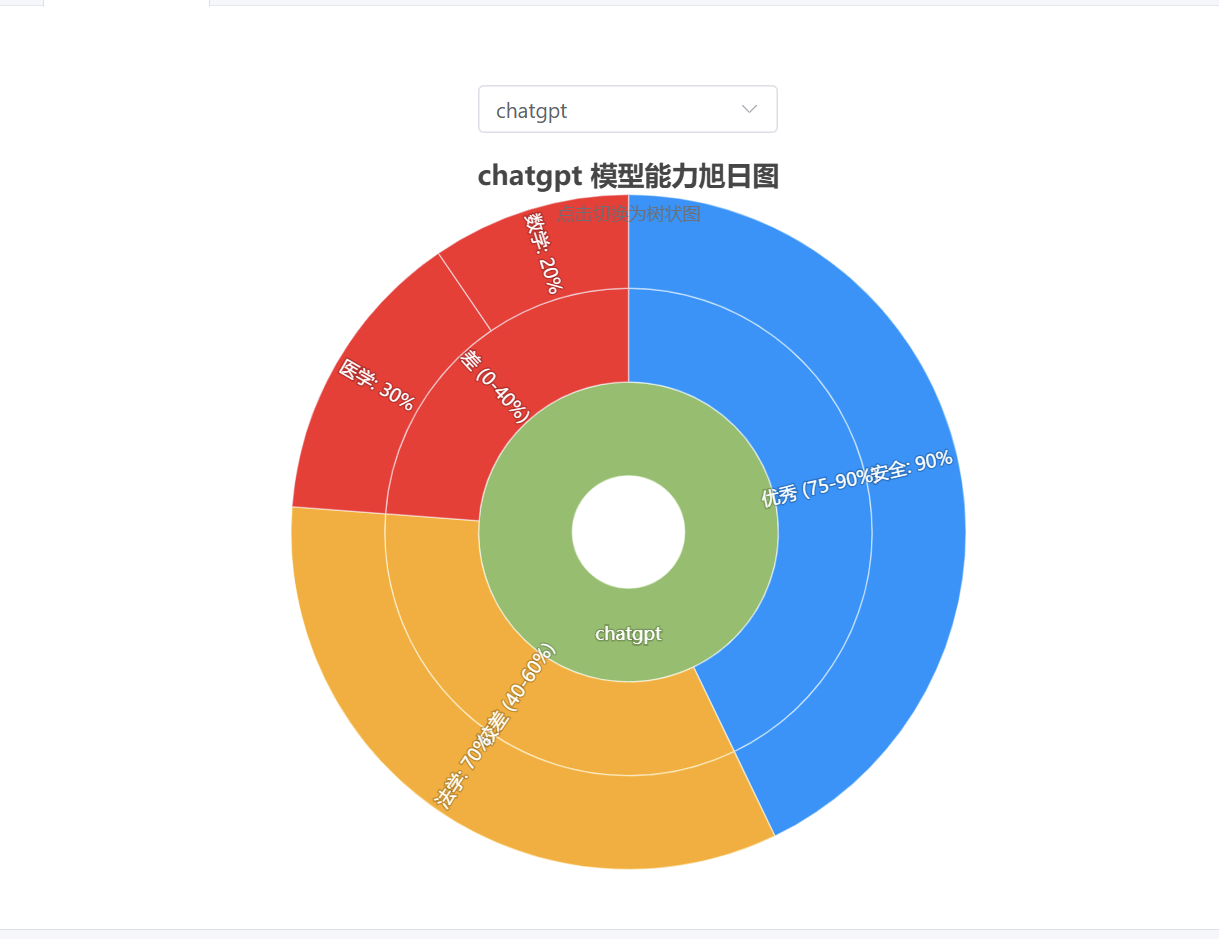 chatgpt
chatgpt 模型能力旭日图
点击切换为树状图
数学: 20%
医学: 30%
差 (0-40%)
优秀 (75-90%)
安全: 90%
chatgpt
较差 (40-60%)
法学: 70%